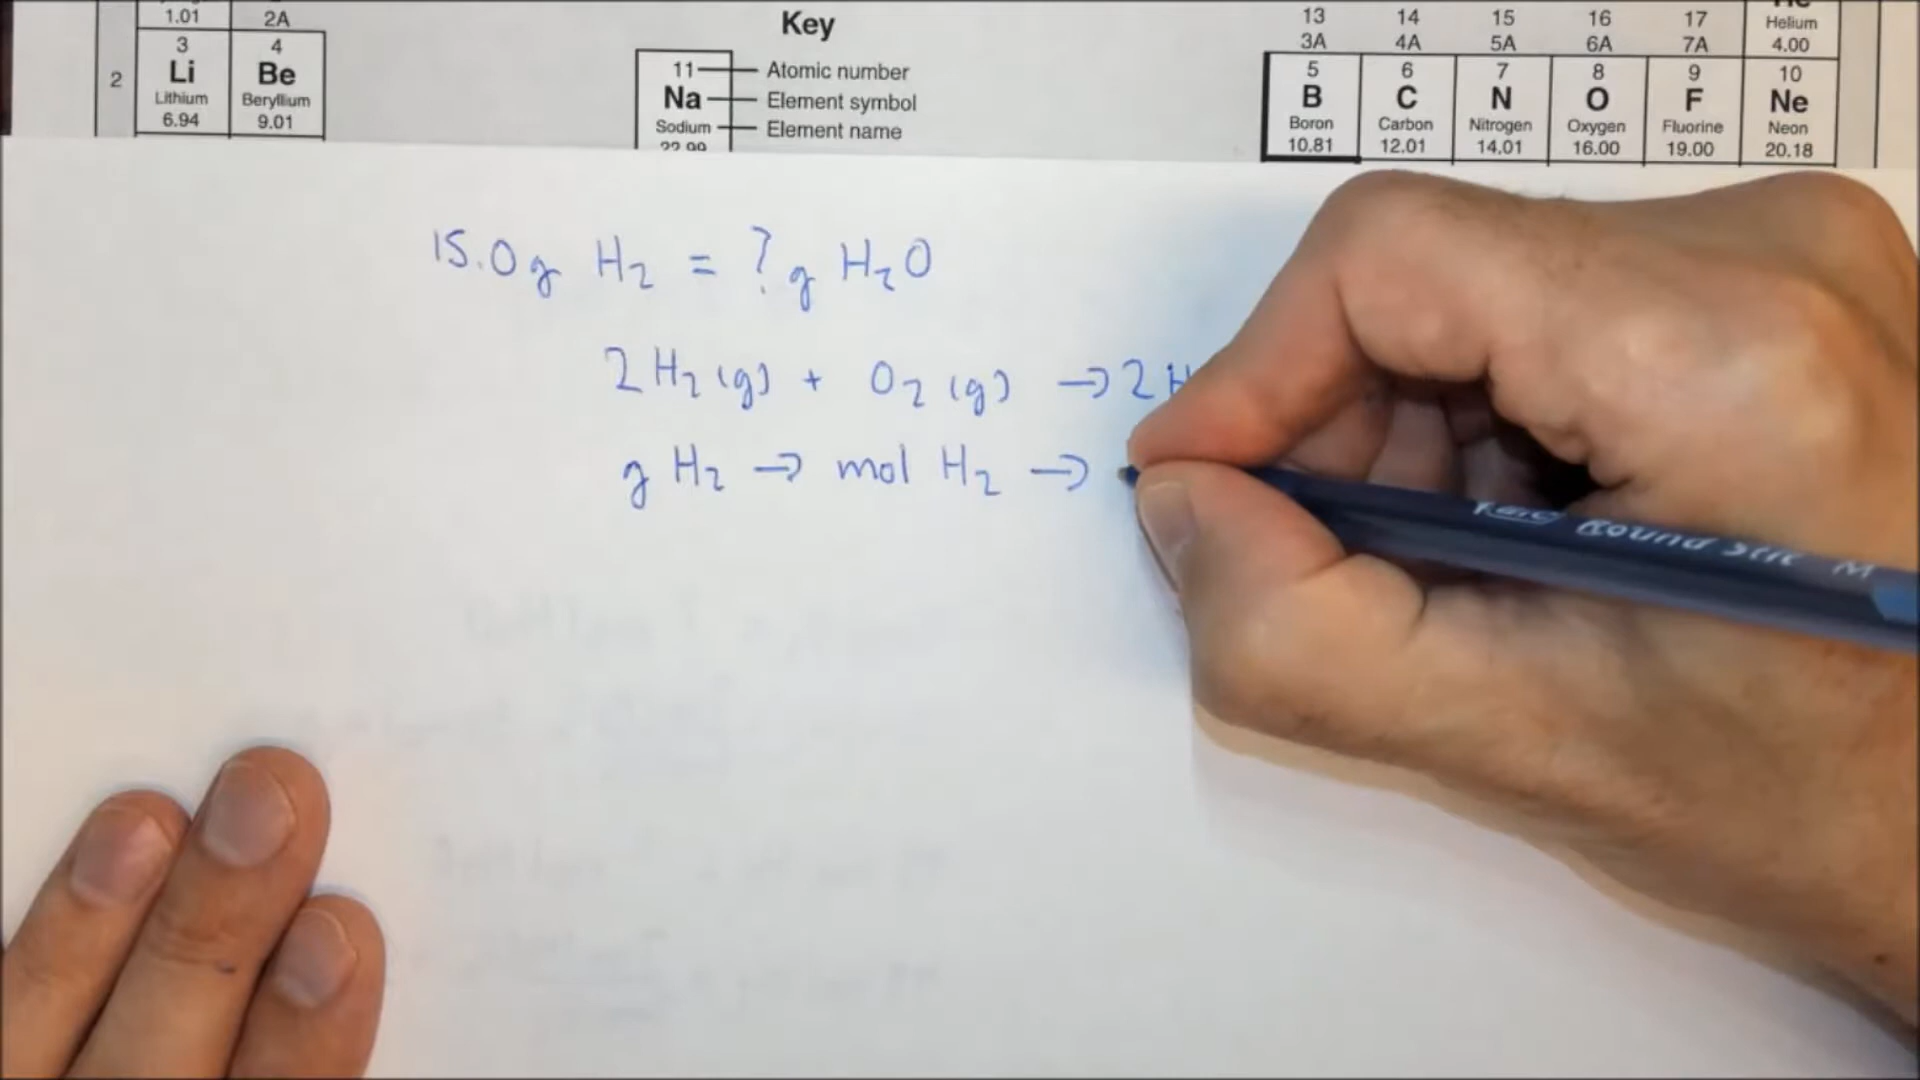 1.01 2A Key 13 14 15 16 17 Helium
3A 4A 5A 6A 7A 4.00
3 4 11 Atomic number 5 6 7 8 9 10
2 Li Be Na Element symbol B C N O F Ne
Lithium Beryllium Sodium Element name Boron Carbon Nitrogen Oxygen Fluorine Neon
6.94 9.01 22.99 10.81 12.01 14.01 16.00 19.00 20.18
15.0g H2 = ? g H2O
2H2(g) + O2(g) → 2H
g H2 → mol H2 →
Round Stic M